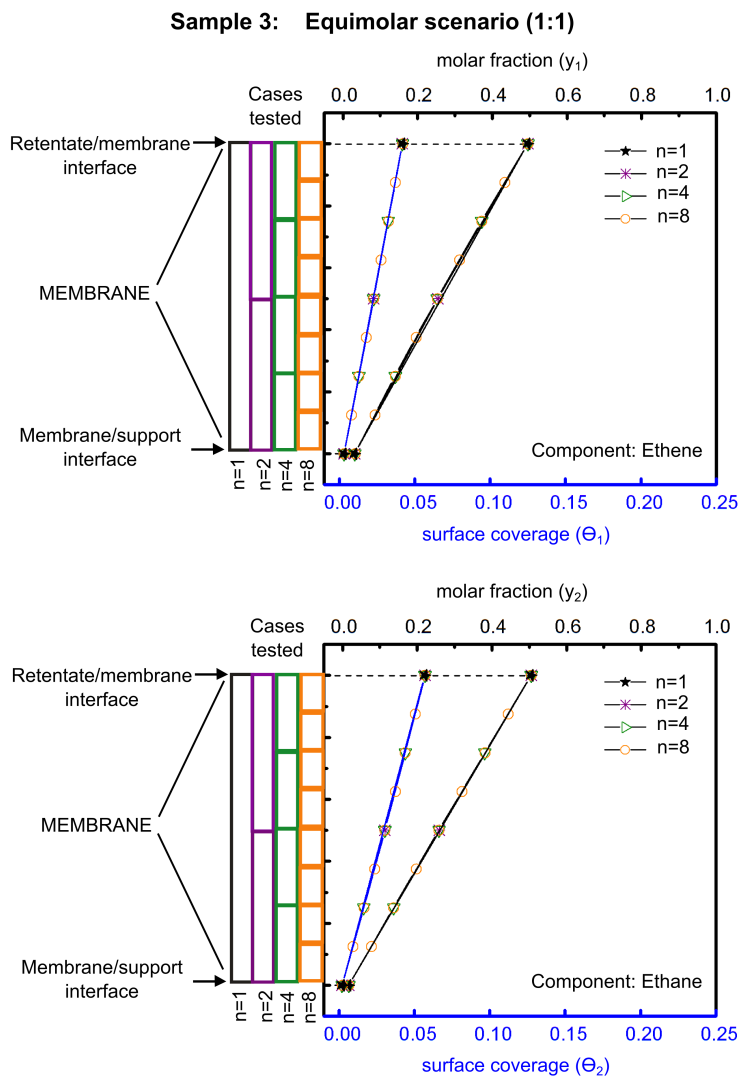 Sample 3: Equimolar scenario (1:1)
molar fraction (y₁)
Cases tested
0.0 0.2 0.4 0.6 0.8 1.0
Retentate/membrane interface
n=1
n=2
n=4
n=8
MEMBRANE
Membrane/support interface
Component: Ethene
n=1 n=2 n=4 n=8
0.00 0.05 0.10 0.15 0.20 0.25
surface coverage (ϴ₁)
molar fraction (y₂)
Cases tested
0.0 0.2 0.4 0.6 0.8 1.0
Retentate/membrane interface
n=1
n=2
n=4
n=8
MEMBRANE
Membrane/support interface
Component: Ethane
n=1 n=2 n=4 n=8
0.00 0.05 0.10 0.15 0.20 0.25
surface coverage (ϴ₂)